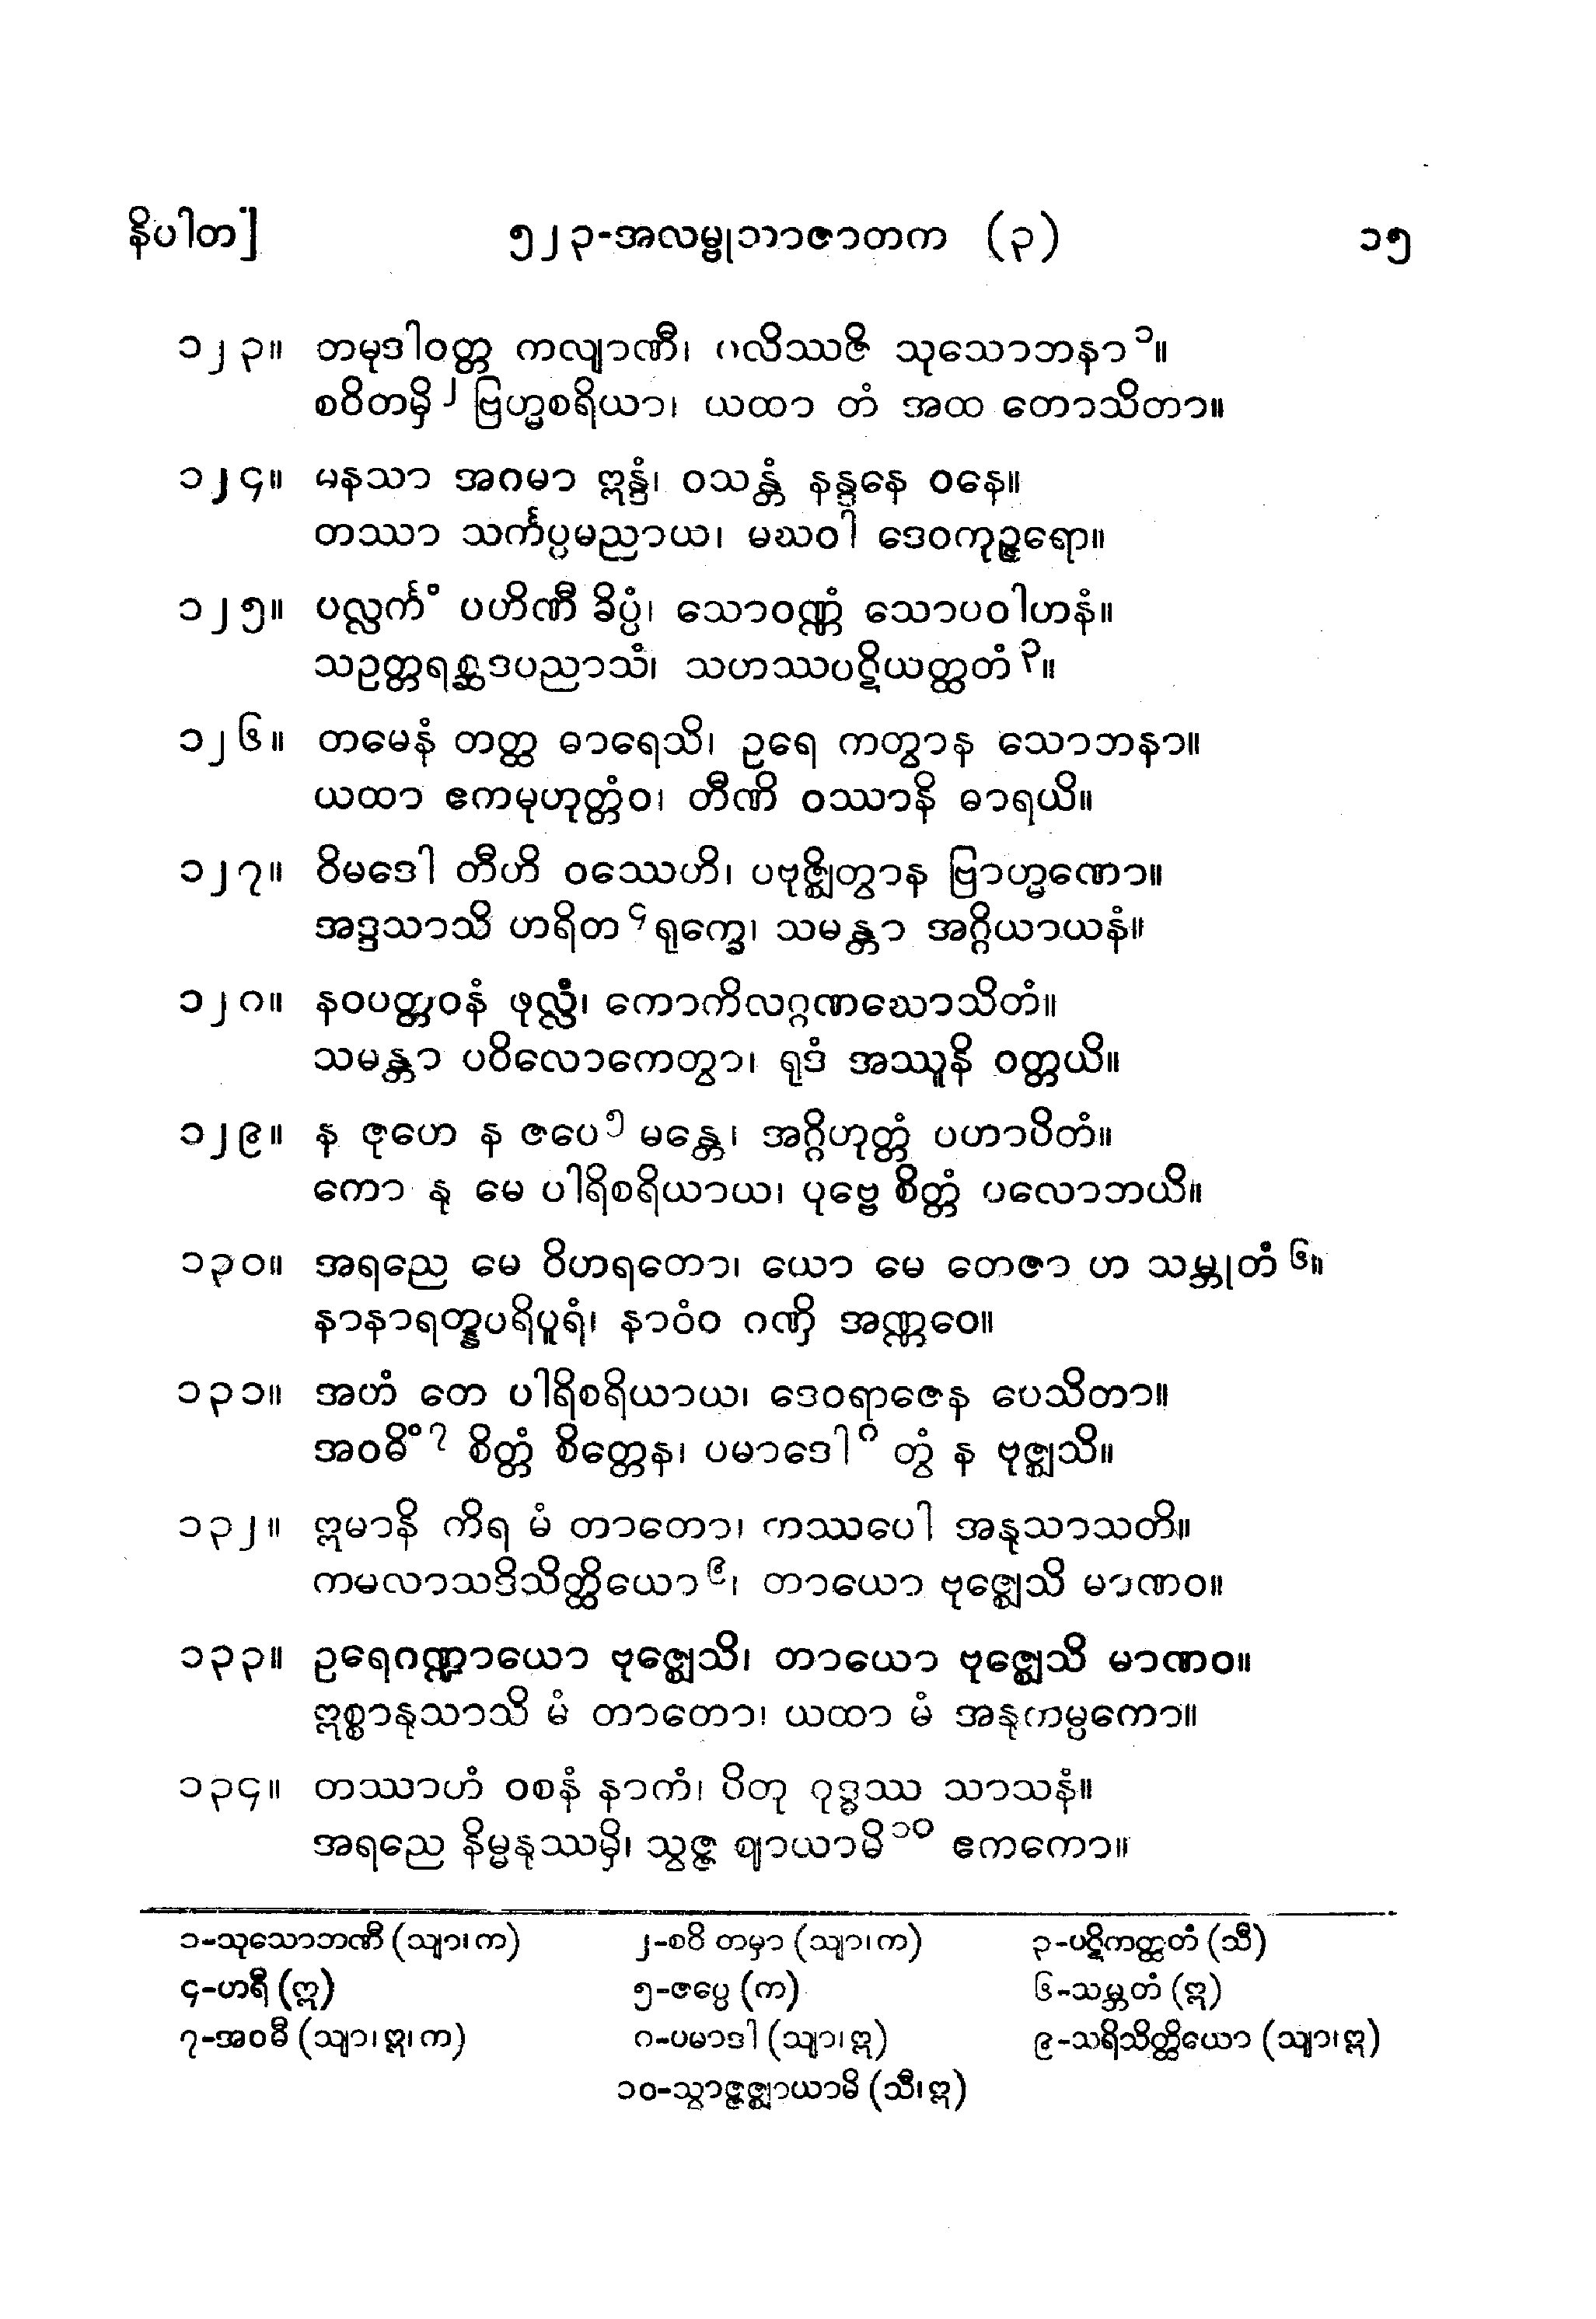 နိပါတ]	၅၂၃-အလမ္ဗုသာဇာတက (၃)	၁၅
၁၂၃။ တမုဒါဝတ္တ ကလျာဏီ၊ ပလိဿဇိ သုသောဘနာ၁။
စဝိတမှိ၂ ဗြဟ္မစရိယာ၊ ယထာ တံ အထ တောသိတာ။
၁၂၄။ မနသာ အဂမာ ဣန္ဒံ၊ ဝသန္တံ နန္ဒနေ ဝနေ။
တဿာ သင်္ကပ္ပမညာယ၊ မဃဝါ ဒေဝကုဉ္ဇရော။
၁၂၅။ ပလ္လင်္ကံ ပဟိဏီ ခိပ္ပံ၊ သောဝဏ္ဏံ သောပဝါဟနံ။
သဥတ္တရစ္ဆဒပညာသံ၊ သဟဿပဋိယတ္ထတံ၃။
၁၂၆။ တမေနံ တတ္ထ ဓာရေသိ၊ ဥရေ ကတွာန သောဘနာ။
ယထာ ဧကမုဟုတ္တံဝ၊ တီဏိ ဝဿာနိ ဓာရယိ။
၁၂၇။ ဝိမဒေါ တီဟိ ဝဿေဟိ၊ ပဗုဇ္ဈိတွာန ဗြာဟ္မဏော။
အဒ္ဒသာသိ ဟရိတ၄ ရုက္ခေ၊ သမန္တာ အဂ္ဂိယာယနံ။
၁၂၈။ နဝပတ္တဝနံ ဖုလ္လံ၊ ကောကိလဂ္ဂဏဃောသိတံ။
သမန္တာ ပဝိလောကေတွာ၊ ရုဒံ အဿူနိ ဝတ္တယိ။
၁၂၉။ န ဇုဟေ န ဇပေ၅ မန္တေ၊ အဂ္ဂိဟုတ္တံ ပဟာပိတံ။
ကော နု မေ ပါရိစရိယာယ၊ ပုဗ္ဗေ စိတ္တံ ပလောဘယိ။
၁၃၀။ အရညေ မေ ဝိဟရတော၊ ယော မေ တေဇာ ဟ သမ္ဘုတံ၆။
နာနာရတ္နပရိပူရံ၊ နာဝံဝ ဂဏှိ အဏ္ဏဝေ။
၁၃၁။ အဟံ တေ ပါရိစရိယာယ၊ ဒေဝရာဇေန ပေသိတာ။
အဝဓိံ၇ စိတ္တံ စိတ္တေန၊ ပမာဒေါ၈ တွံ န ဗုဇ္ဈသိ။
၁၃၂။ ဣမာနိ ကိရ မံ တာတော၊ ကဿပေါ အနုသာသတိ။
ကမလာသဒိသိတ္ထိယော၉၊ တာယော ဗုဇ္ဈေသိ မာဏဝ။
၁၃၃။ ဥရေဂဏ္ဍာယော ဗုဇ္ဈေသိ၊ တာယော ဗုဇ္ဈေသိ မာဏဝ။
ဣစ္စာနုသာသိ မံ တာတော၊ ယထာ မံ အနုကမ္ပကော။
၁၃၄။ တဿာဟံ ဝစနံ နာကံ၊ ပိတု ဝုဒ္ဓဿ သာသနံ။
အရညေ နိမ္မနုဿမှိ၊ သွဇ္ဇ ဈာယာမိ၁၀ ဧကကော။
၁-သုသောဘဏီ (သျာ၊ က)	၂-စဝိ တမှာ (သျာ၊ က)	၃-ပဋိကတ္ထတံ (သီ)
၄-ဟရီ (ဣ)	၅-ဇပ္ပေ (က)	၆-သမ္ဘတံ (ဣ)
၇-အဝဓီ (သျာ၊ ဣ၊ က)	၈-ပမာဒါ (သျာ၊ ဣ)	၉-သရိသိတ္ထိယော (သျာ၊ ဣ)
၁၀-သွာဇ္ဇဇ္ဈာယာမိ (သီ၊ ဣ)